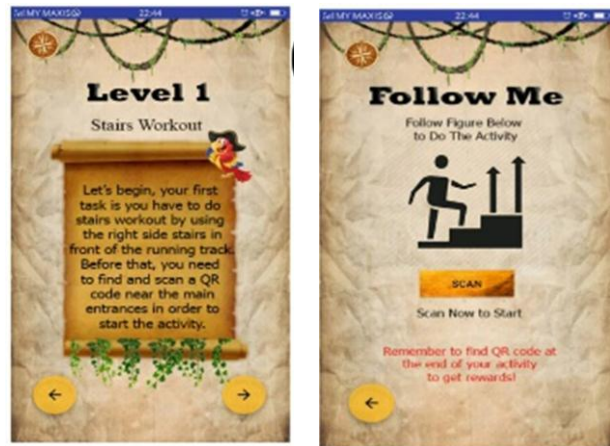 MY MAXIS
22:44
Level 1
Stairs Workout
Let's begin, your first
task is you have to do
stairs workout by using
the right side stairs in
front of the running track.
Before that, you need
to find and scan a QR
code near the main
entrances in order to
start the activity.
MY MAXIS
22:44
Follow Me
Follow Figure Below
to Do The Activity
SCAN
Scan Now to Start
Remember to find QR code at
the end of your activity
to get rewards!